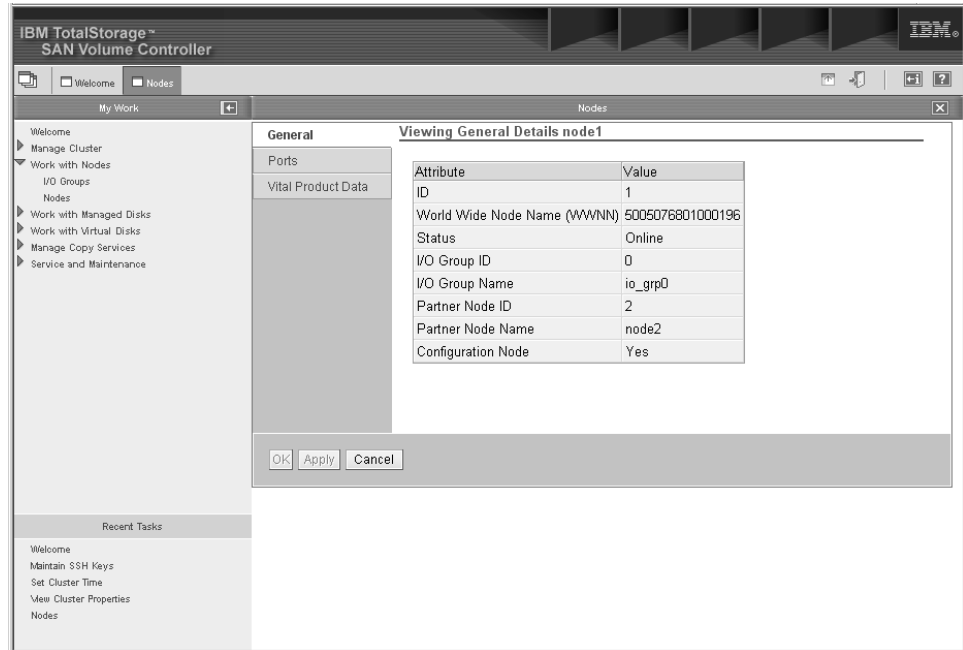 IBM TotalStorage™
SAN Volume Controller
IBM®
Welcome
Nodes
?
My Work
Nodes
Welcome
Manage Cluster
Work with Nodes
I/O Groups
Nodes
Work with Managed Disks
Work with Virtual Disks
Manage Copy Services
Service and Maintenance
General
Ports
Vital Product Data
Viewing General Details node1
Attribute Value
ID 1
World Wide Node Name (WWNN) 5005076801000196
Status Online
I/O Group ID 0
I/O Group Name io_grp0
Partner Node ID 2
Partner Node Name node2
Configuration Node Yes
OK Apply Cancel
Recent Tasks
Welcome
Maintain SSH Keys
Set Cluster Time
View Cluster Properties
Nodes